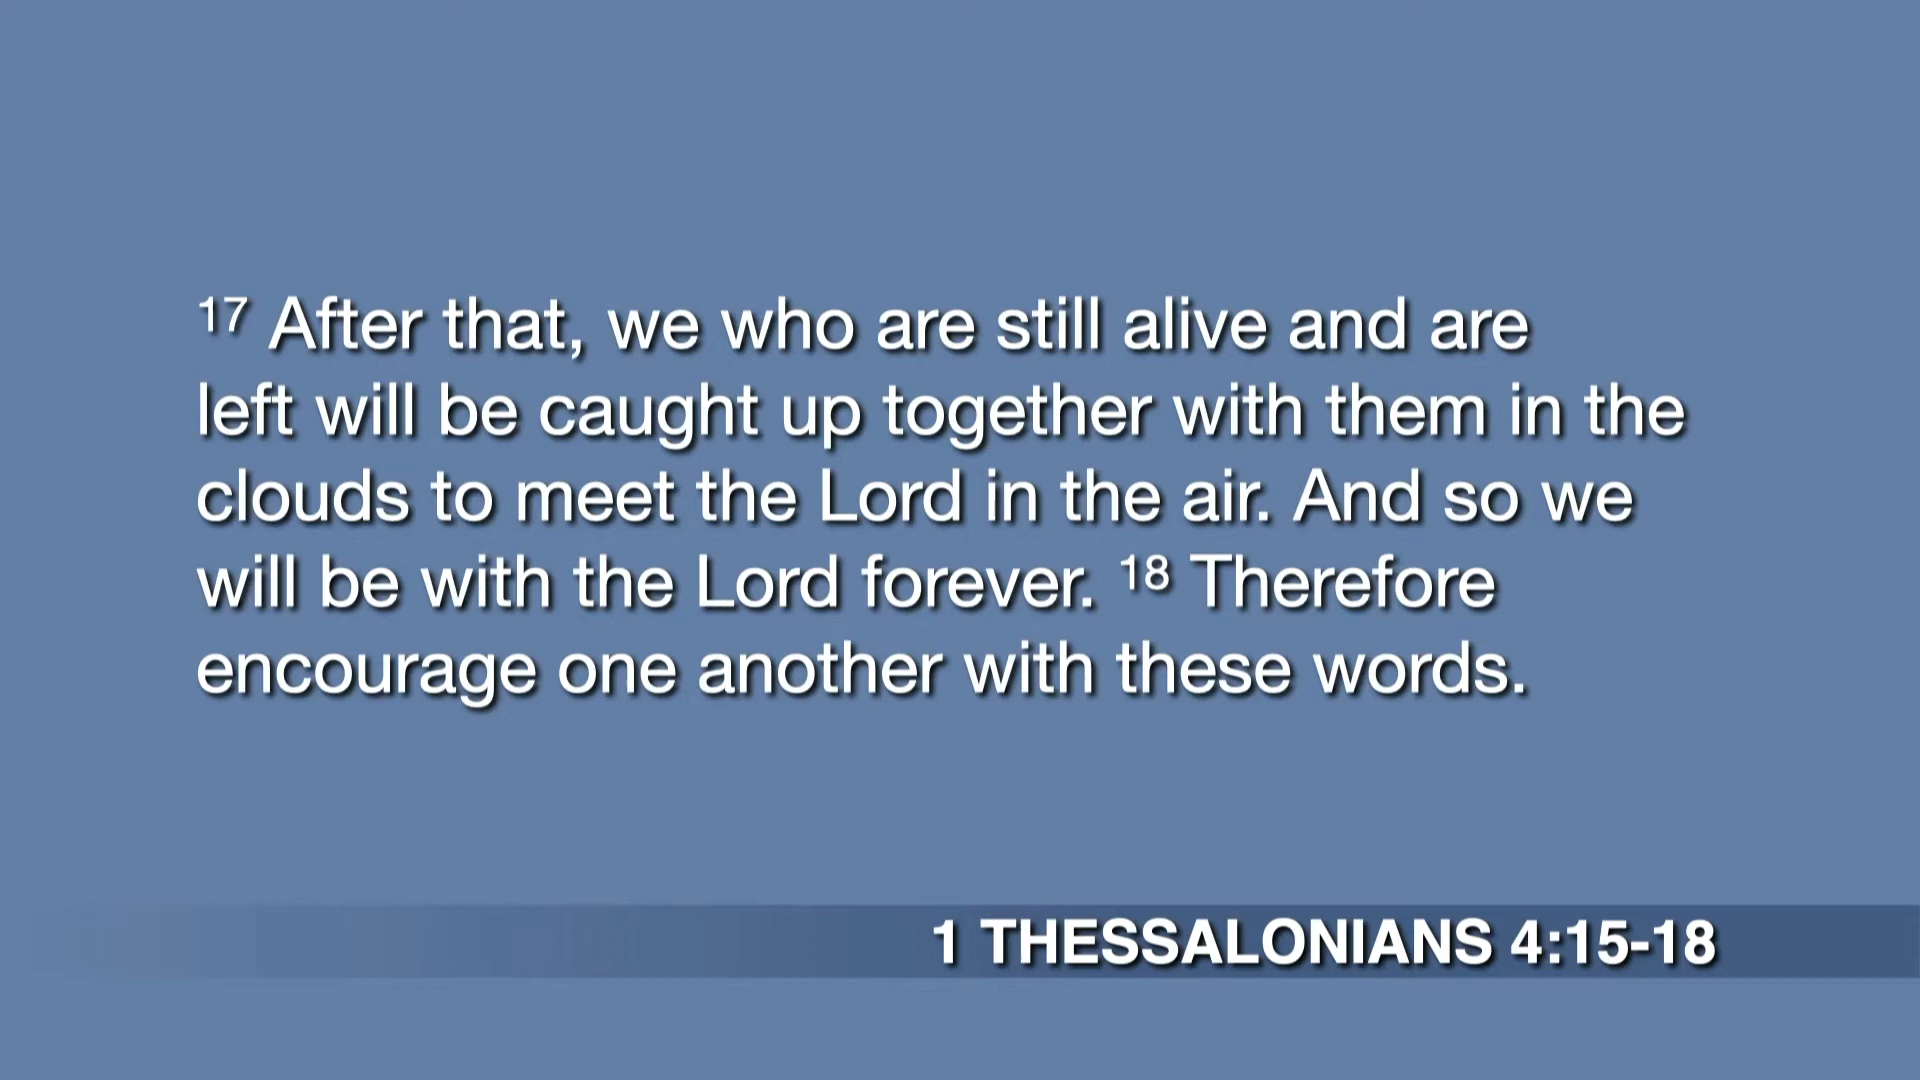 17 After that, we who are still alive and are
left will be caught up together with them in the
clouds to meet the Lord in the air. And so we
will be with the Lord forever. 18 Therefore
encourage one another with these words.
1 THESSALONIANS 4:15-18